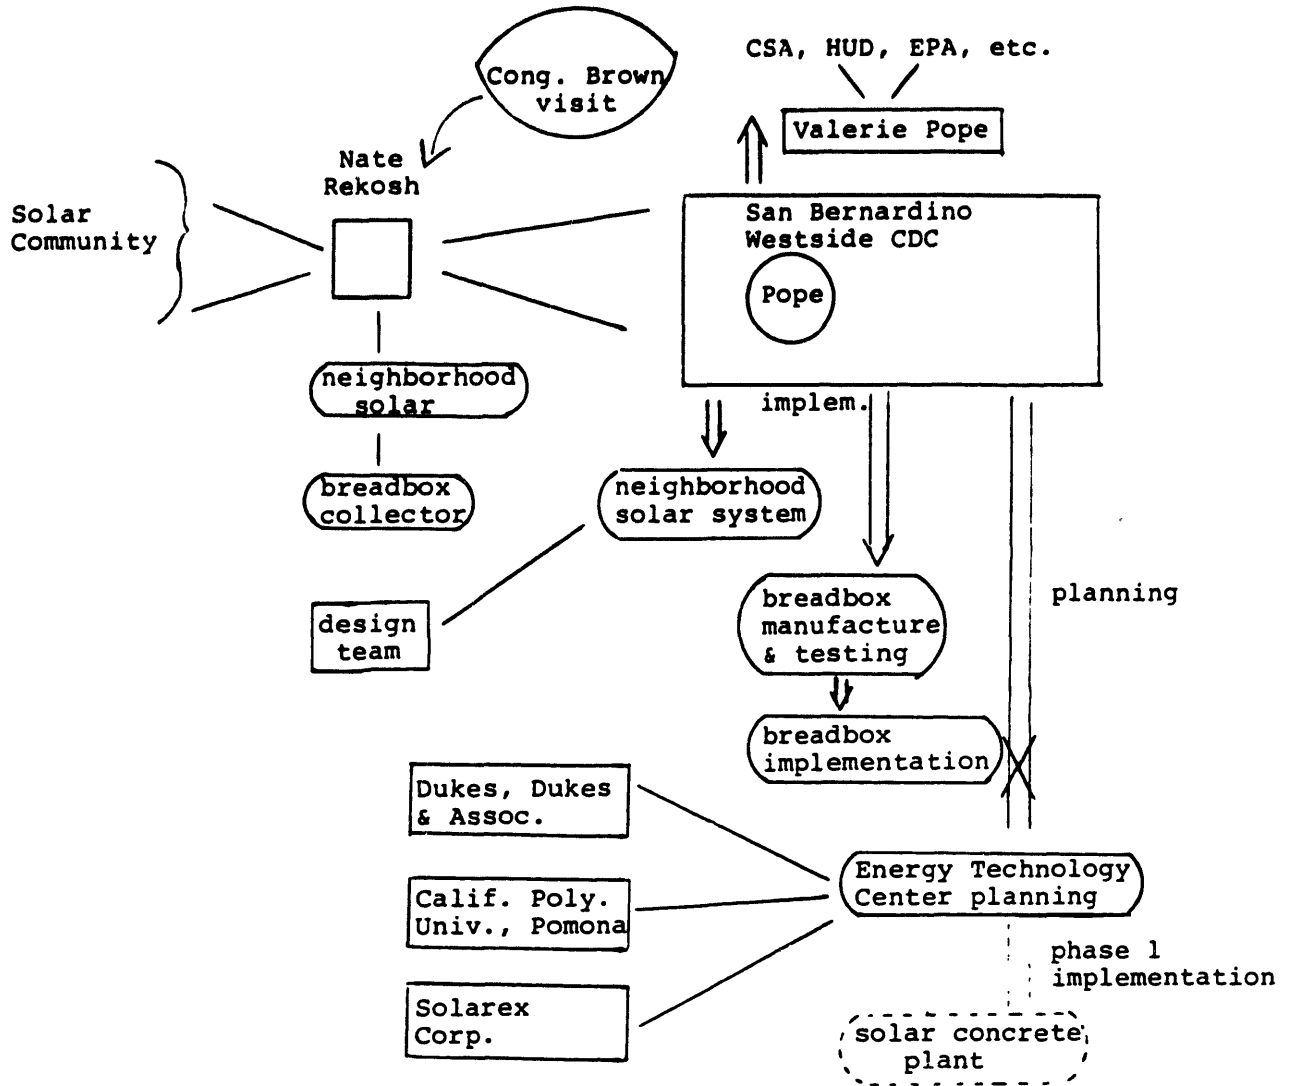 Cong. Brown
visit
CSA, HUD, EPA, etc.
Valerie Pope
Nate
Rekosh
Solar
Community
San Bernardino
Westside CDC
Pope
neighborhood
solar
implem.
breadbox
collector
neighborhood
solar system
design
team
breadbox
manufacture
& testing
planning
breadbox
implementation
Dukes, Dukes
& Assoc.
Energy Technology
Center planning
Calif. Poly.
Univ., Pomona
phase 1
implementation
Solarex
Corp.
solar concrete
plant